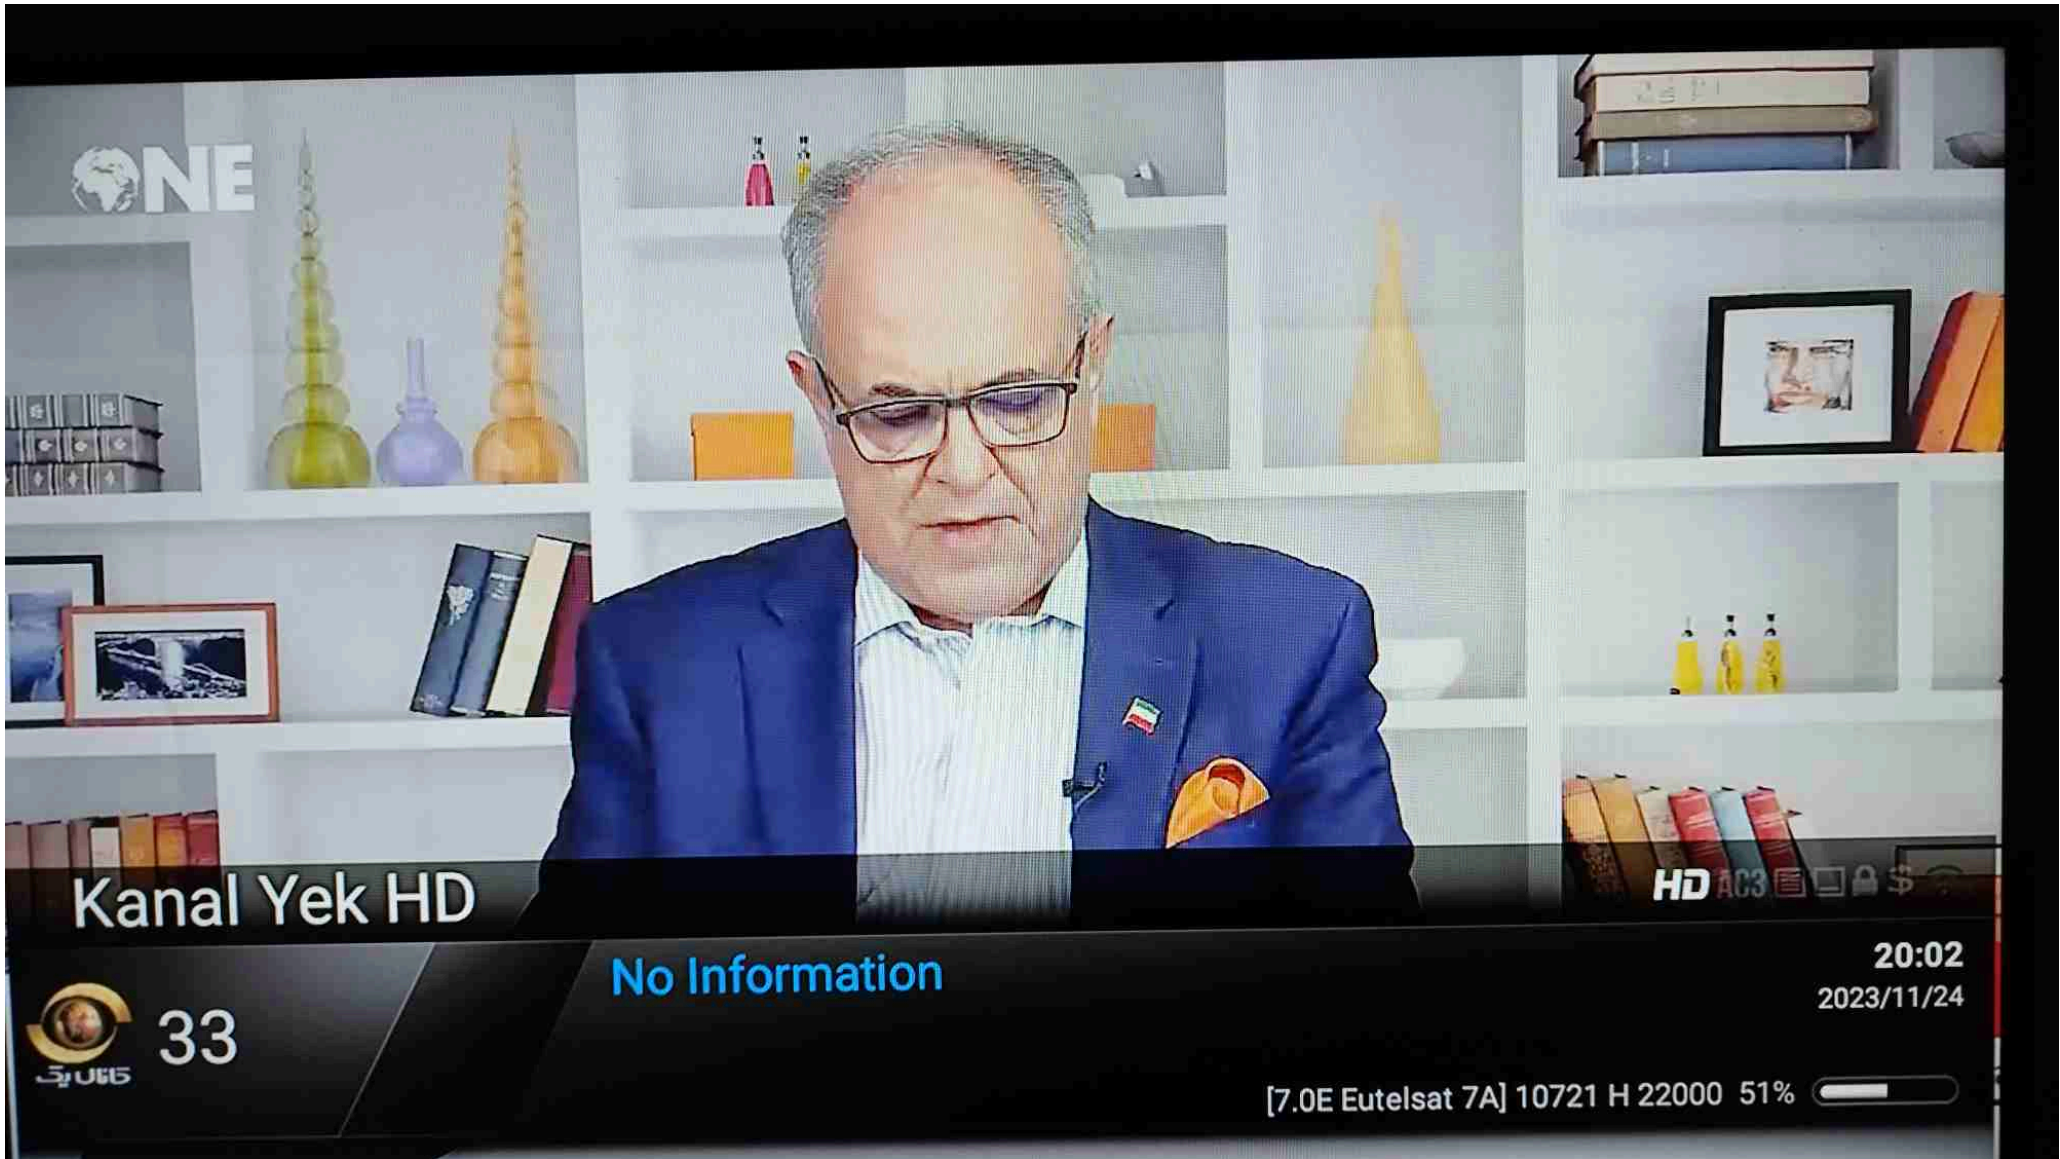 ONE
Kanal Yek HD
HD AC3 $
کانال یک
33
No Information
20:02
2023/11/24
[7.0E Eutelsat 7A] 10721 H 22000 51%